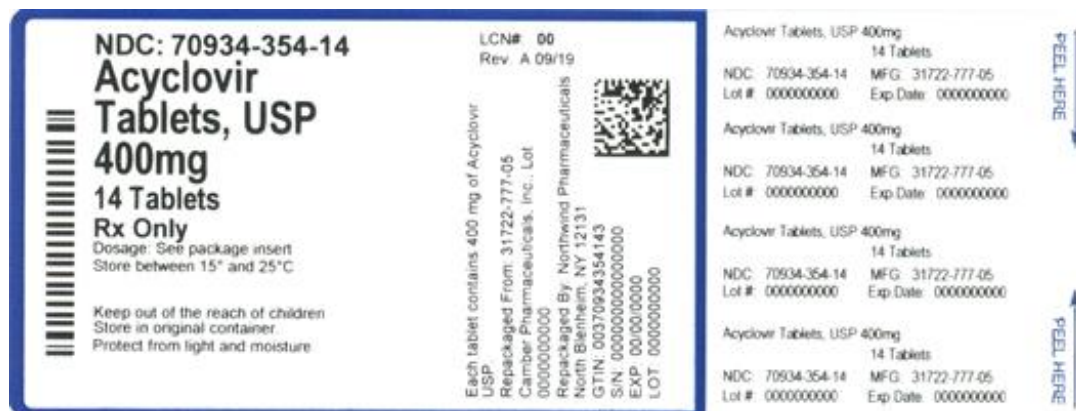 NDC: 70934-354-14
Acyclovir
Tablets, USP
400mg
14 Tablets
Rx Only
Dosage: See package insert
Store between 15° and 25°C
Keep out of the reach of children
Store in original container
Protect from light and moisture
LCN# 00
Rev. A 09/19
Each tablet contains 400 mg of Acyclovir
USP.
Repackaged From: 31722-777-05
Camber Pharmaceuticals, Inc., Lot
0000000000
Repackaged By: Northwind Pharmaceuticals
North Blenheim, NY 12131
GTIN: 00370934354143
S/N: 00000000000000
EXP: 00/00/0000
LOT: 0000000000
Acyclovir Tablets, USP 400mg
14 Tablets
NDC: 70934-354-14 MFG: 31722-777-05
Lot #: 0000000000 Exp Date: 0000000000
Acyclovir Tablets, USP 400mg
14 Tablets
NDC: 70934-354-14 MFG: 31722-777-05
Lot #: 0000000000 Exp Date: 0000000000
Acyclovir Tablets, USP 400mg
14 Tablets
NDC: 70934-354-14 MFG: 31722-777-05
Lot #: 0000000000 Exp Date: 0000000000
Acyclovir Tablets, USP 400mg
14 Tablets
NDC: 70934-354-14 MFG: 31722-777-05
Lot #: 0000000000 Exp Date: 0000000000
PEEL HERE
PEEL HERE